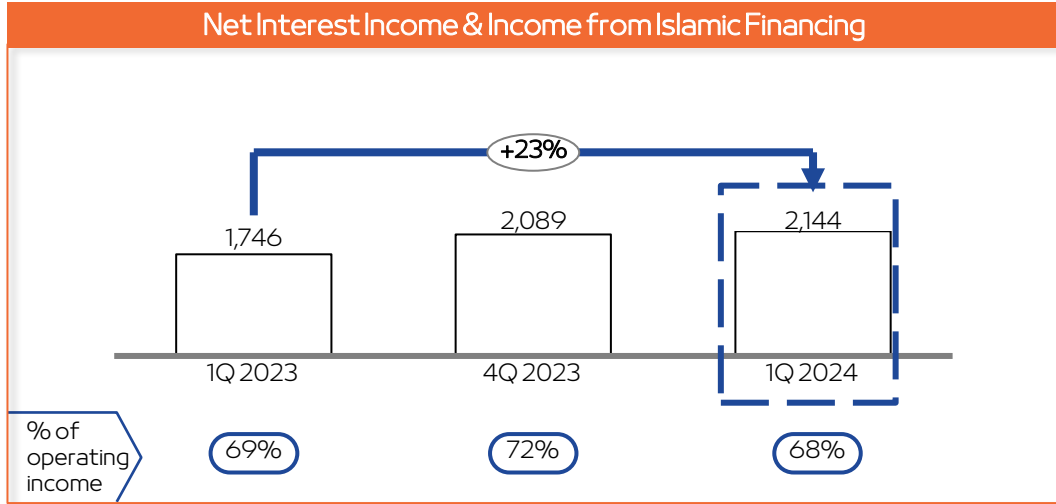 Net Interest Income & Income from Islamic Financing
+23%
1,746
2,089
2,144
1Q 2023
4Q 2023
1Q 2024
% of
operating
income
69%
72%
68%